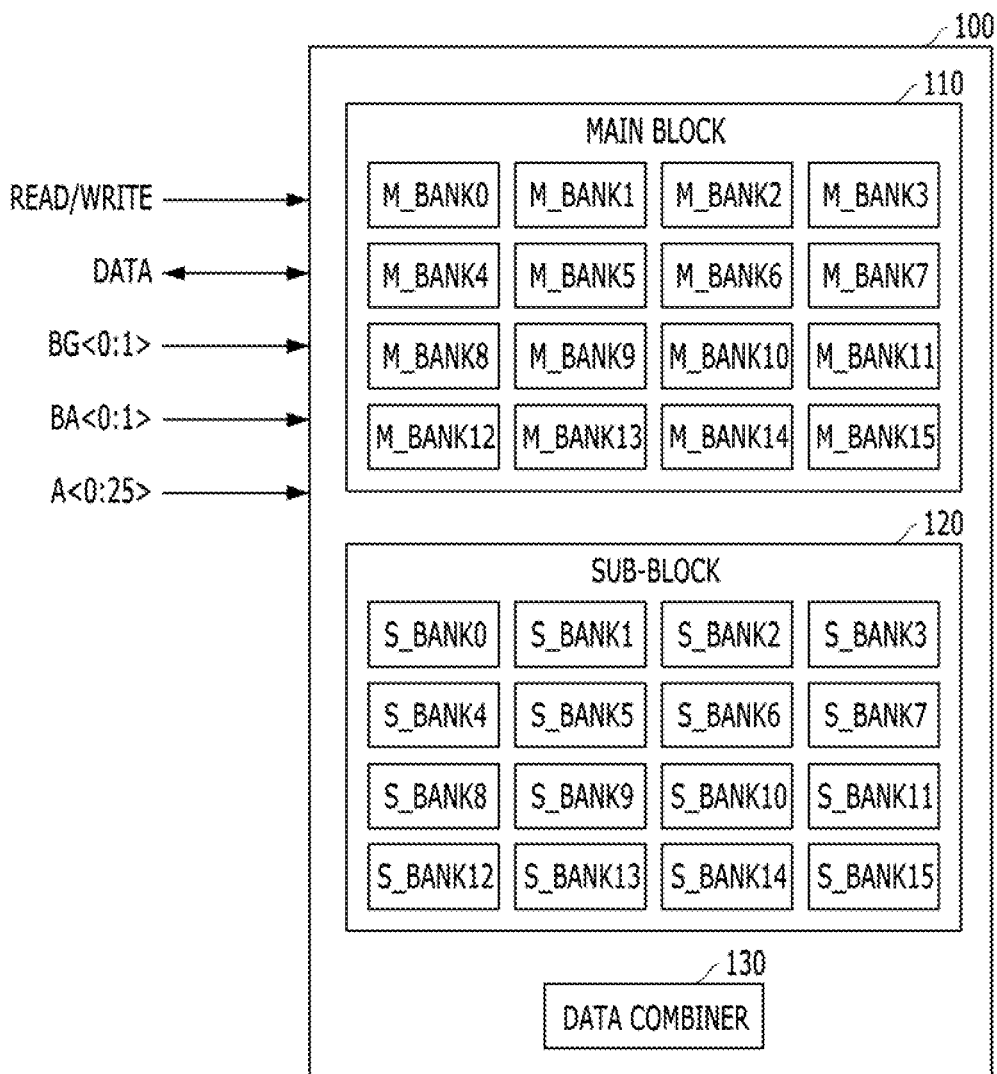 100
110
MAIN BLOCK
READ/WRITE M_BANK0 M_BANK1 M_BANK2 M_BANK3
DATA M_BANK4 M_BANK5 M_BANK6 M_BANK7
BG<0:1> M_BANK8 M_BANK9 M_BANK10 M_BANK11
BA<0:1> M_BANK12 M_BANK13 M_BANK14 M_BANK15
A<0:25>
120
SUB-BLOCK
S_BANK0 S_BANK1 S_BANK2 S_BANK3
S_BANK4 S_BANK5 S_BANK6 S_BANK7
S_BANK8 S_BANK9 S_BANK10 S_BANK11
S_BANK12 S_BANK13 S_BANK14 S_BANK15
130
DATA COMBINER